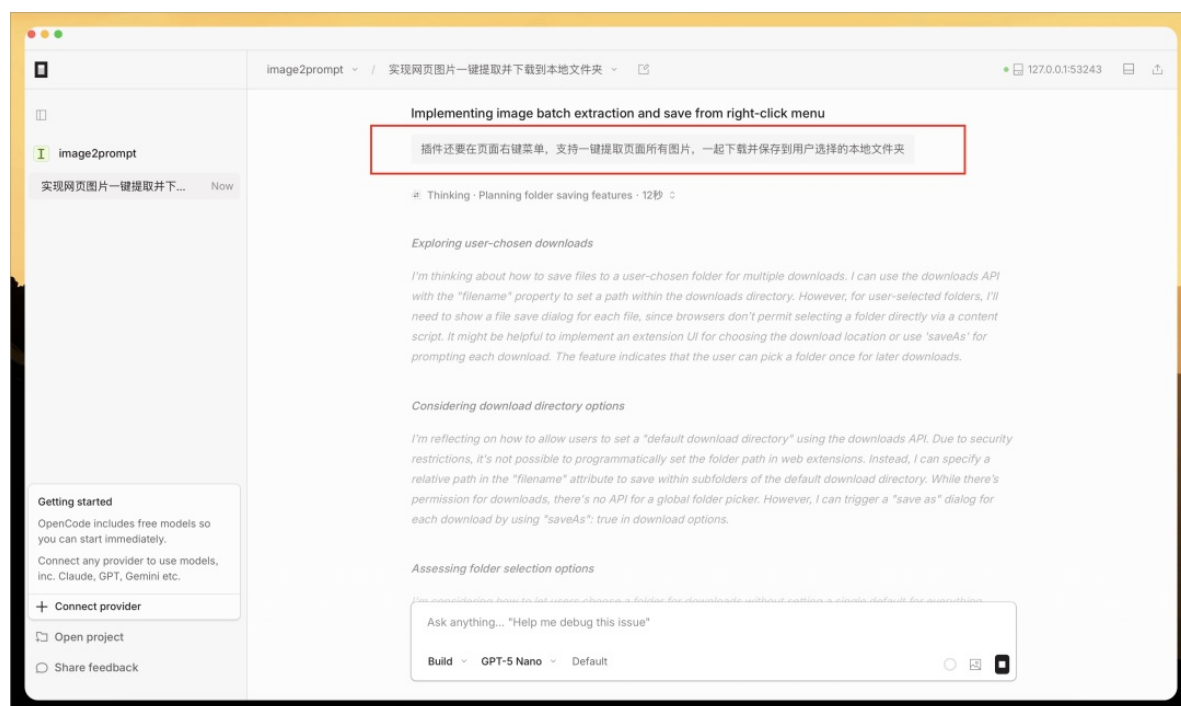 image2prompt / 实现网页图片一键提取并下载到本地文件夹
127.0.0.1:53243
I image2prompt
实现网页图片一键提取并下... Now
Getting started
OpenCode includes free models so
you can start immediately.
Connect any provider to use models,
inc. Claude, GPT, Gemini etc.
+ Connect provider
Open project
Share feedback
Implementing image batch extraction and save from right-click menu
插件还要在页面右键菜单，支持一键提取页面所有图片，一起下载并保存到用户选择的本地文件夹
Thinking · Planning folder saving features · 12秒
Exploring user-chosen downloads
I'm thinking about how to save files to a user-chosen folder for multiple downloads. I can use the downloads API
with the "filename" property to set a path within the downloads directory. However, for user-selected folders, I'll
need to show a file save dialog for each file, since browsers don't permit selecting a folder directly via a content
script. It might be helpful to implement an extension UI for choosing the download location or use 'saveAs' for
prompting each download. The feature indicates that the user can pick a folder once for later downloads.
Considering download directory options
I'm reflecting on how to allow users to set a "default download directory" using the downloads API. Due to security
restrictions, it's not possible to programmatically set the folder path in web extensions. Instead, I can specify a
relative path in the "filename" attribute to save within subfolders of the default download directory. While there's
permission for downloads, there's no API for a global folder picker. However, I can trigger a "save as" dialog for
each download by using "saveAs": true in download options.
Assessing folder selection options
I'm considering how to let users choose a folder for downloads without setting a single default for everything
Ask anything... "Help me debug this issue"
Build GPT-5 Nano Default